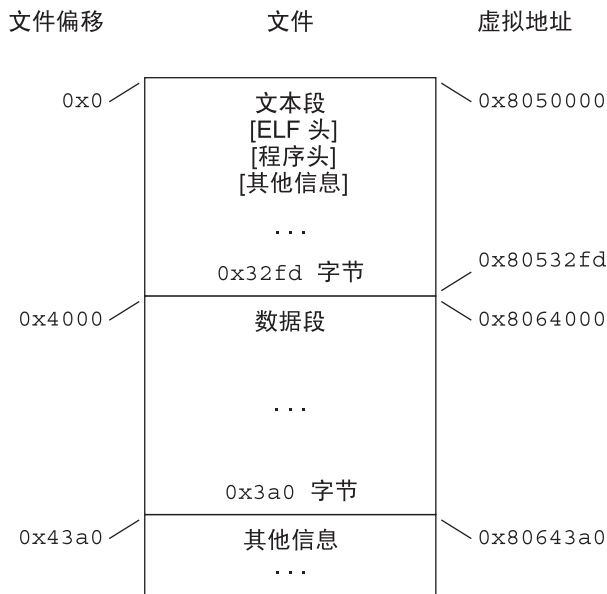 文件偏移 文件 虚拟地址
0x0 文本段 0x8050000
[ELF 头]
[程序头]
[其他信息]
...
0x80532fd
0x32fd 字节
0x4000 数据段 0x8064000
...
0x3a0 字节
0x43a0 其他信息 0x80643a0
...